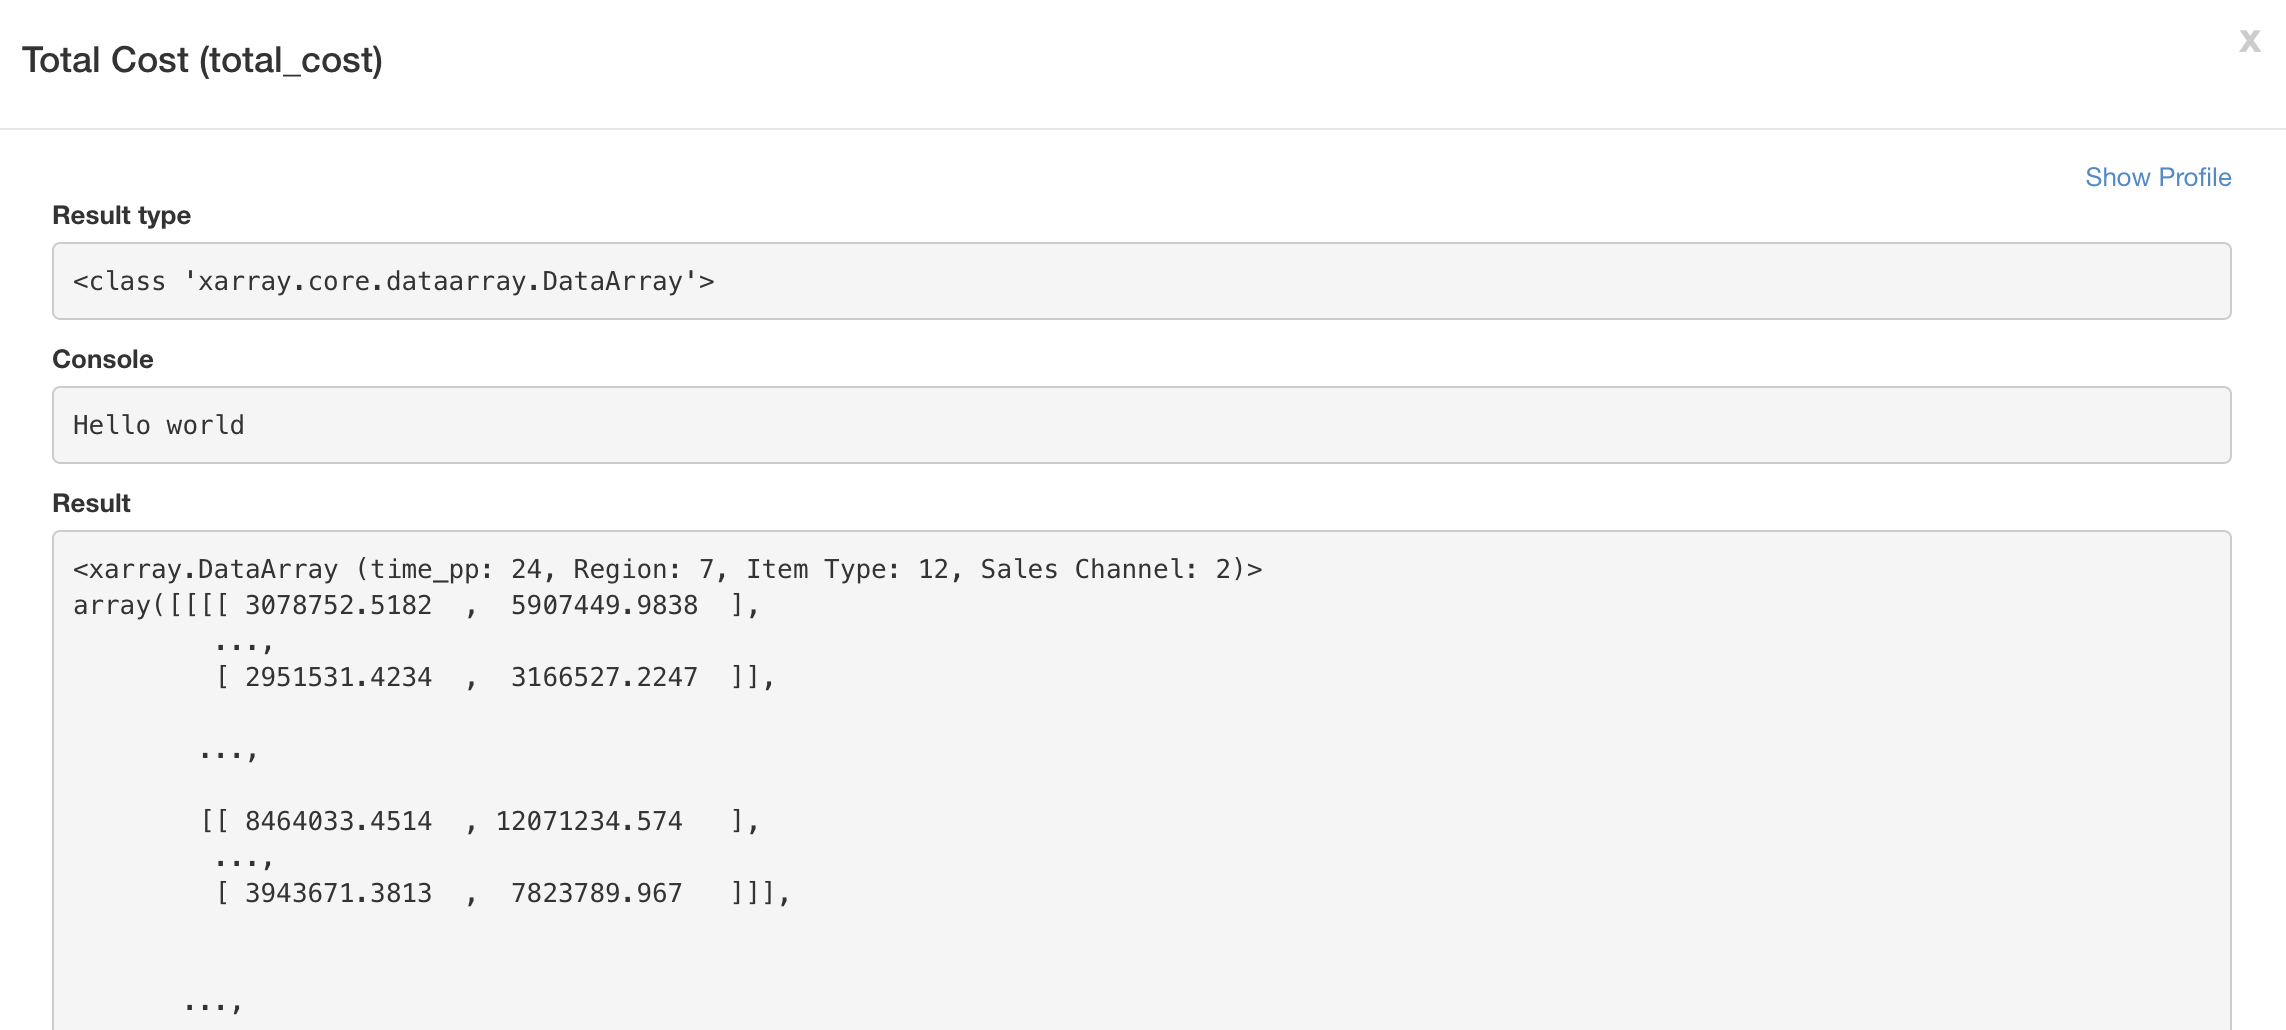 Total Cost (total_cost)
x
Show Profile
Result type
<class 'xarray.core.dataarray.DataArray'>
Console
Hello world
Result
<xarray.DataArray (time_pp: 24, Region: 7, Item Type: 12, Sales Channel: 2)>
array([[[[ 3078752.5182  ,  5907449.9838  ],
         ...,
         [ 2951531.4234  ,  3166527.2247  ]],
        ...,
        [[ 8464033.4514  , 12071234.574   ],
         ...,
         [ 3943671.3813  ,  7823789.967   ]]],
       ...,